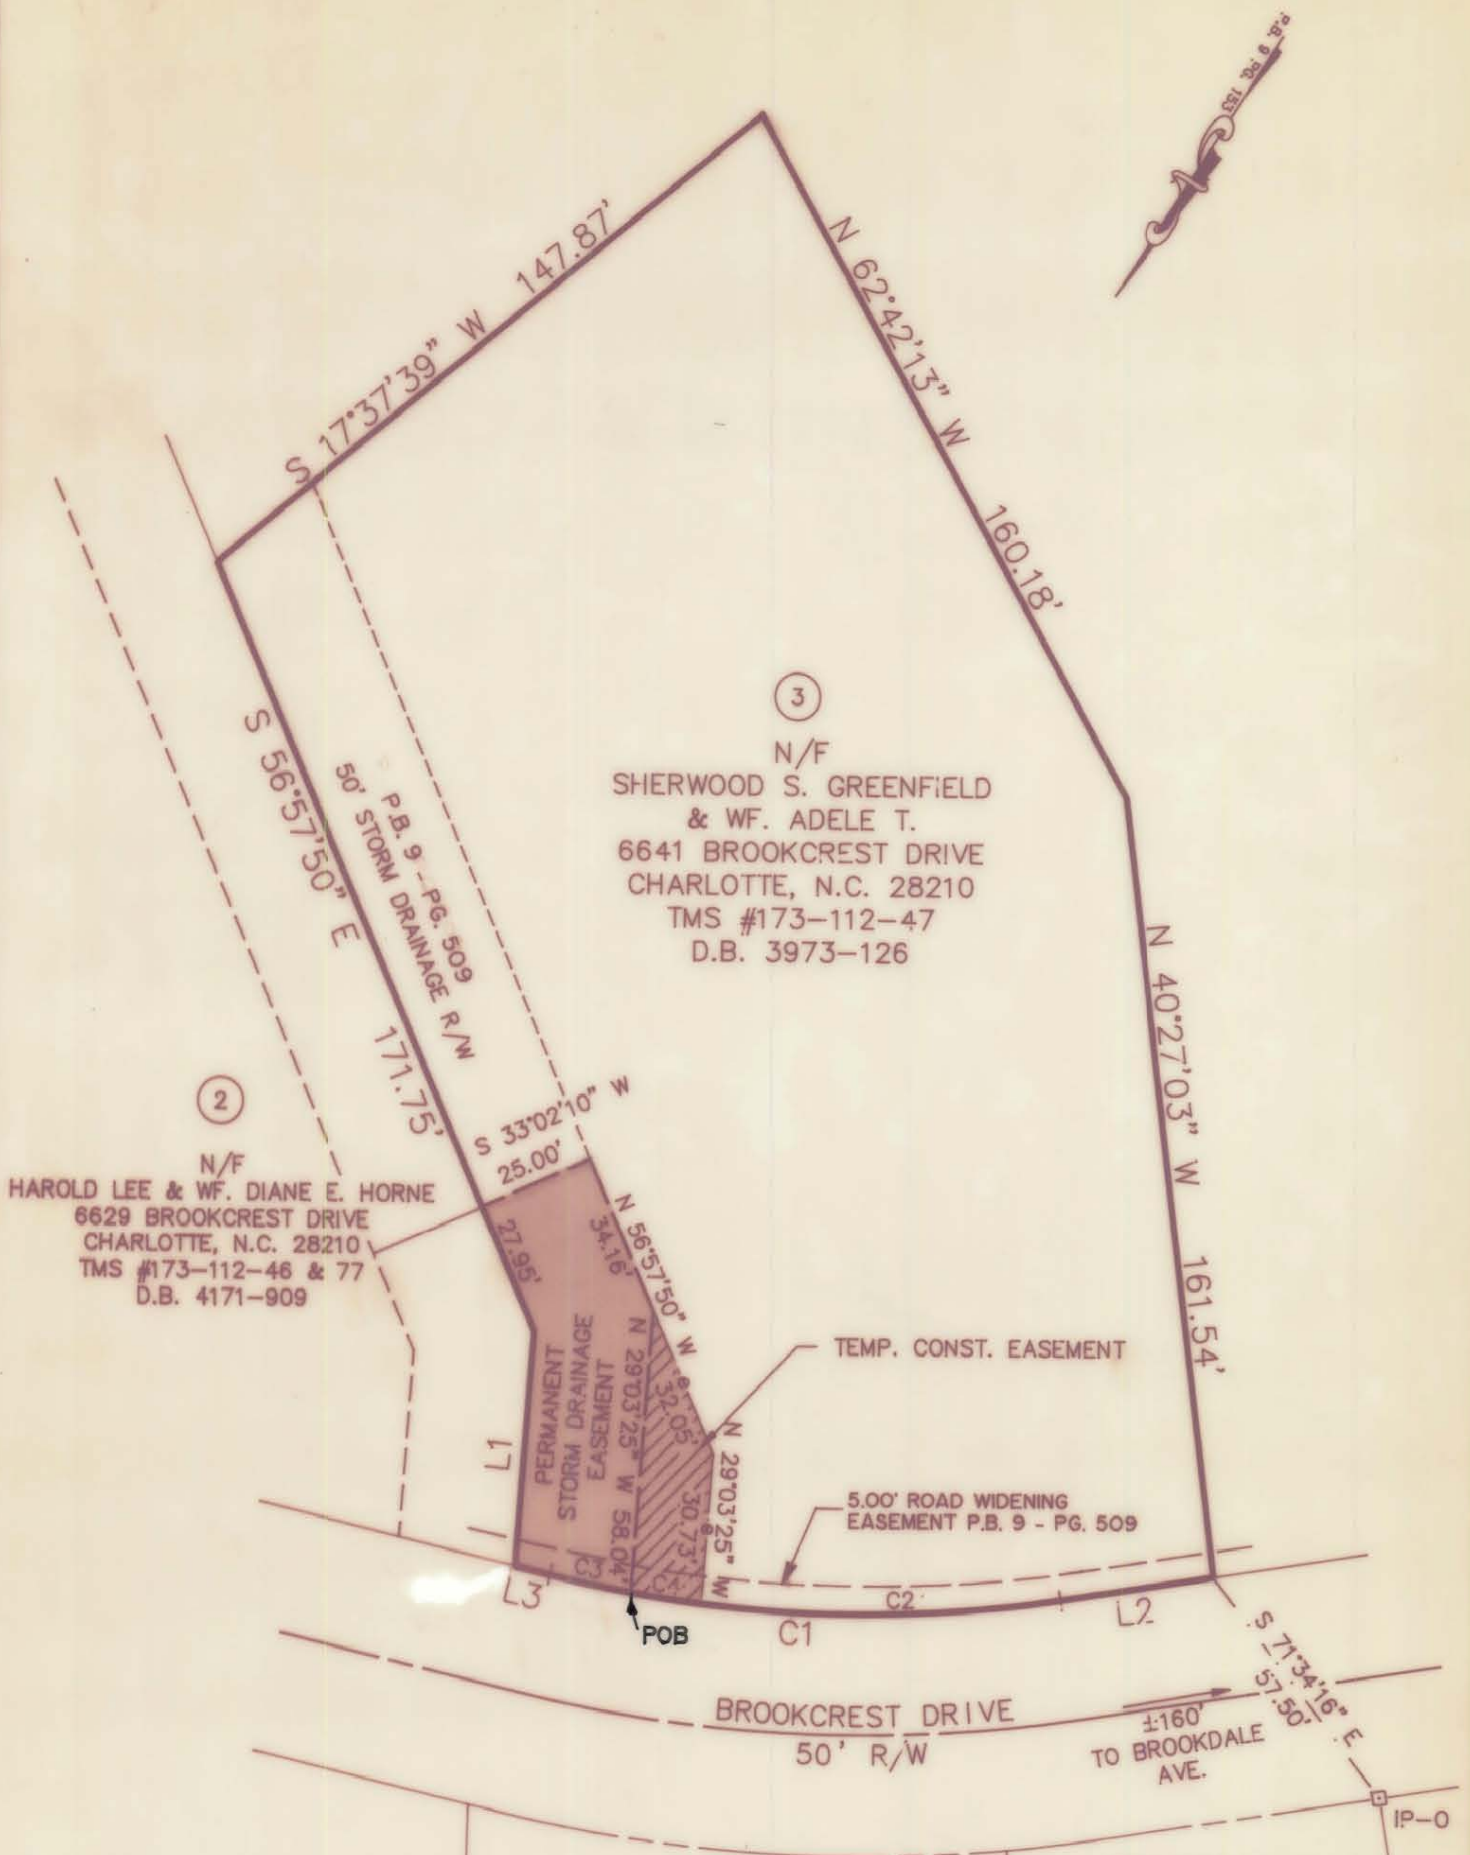 P.B. 9 PG. 153
S 17°37'39" W 147.87'
N 62°42'13" W 160.18'
3
N/F
SHERWOOD S. GREENFIELD
& WF. ADELE T.
6641 BROOKCREST DRIVE
CHARLOTTE, N.C. 28210
TMS #173-112-47
D.B. 3973-126
S 56°57'50" E 171.75'
P.B. 9 - PG. 509
50' STORM DRAINAGE R/W
N 40°27'03" W 161.54'
2
N/F
HAROLD LEE & WF. DIANE E. HORNE
6629 BROOKCREST DRIVE
CHARLOTTE, N.C. 28210
TMS #173-112-46 & 77
D.B. 4171-909
S 33°02'10" W
25.00'
27.95'
N 56°57'50" W
34.16'
32.05'
PERMANENT
STORM DRAINAGE
EASEMENT
N 29°03'25" W 58.04'
TEMP. CONST. EASEMENT
N 29°03'25" W
30.73'
5.00' ROAD WIDENING
EASEMENT P.B. 9 - PG. 509
L1
L3
C3
C4
C2
L2
POB
C1
S 71°34'16" E
57.50'
BROOKCREST DRIVE
50' R/W
±160'
TO BROOKDALE
AVE.
IP-O